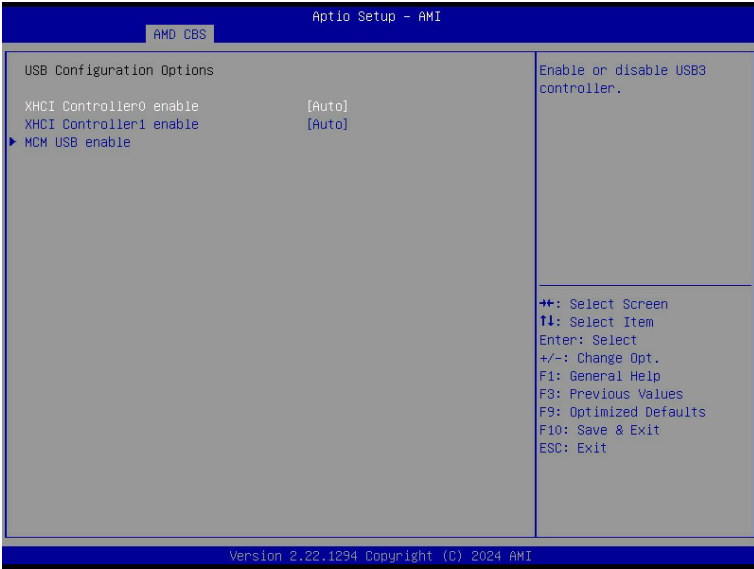 Aptio Setup – AMI
AMD CBS
USB Configuration Options
XHCI Controller0 enable [Auto]
XHCI Controller1 enable [Auto]
MCM USB enable
Enable or disable USB3
controller.
→←: Select Screen
↑↓: Select Item
Enter: Select
+/-: Change Opt.
F1: General Help
F3: Previous Values
F9: Optimized Defaults
F10: Save & Exit
ESC: Exit
Version 2.22.1294 Copyright (C) 2024 AMI